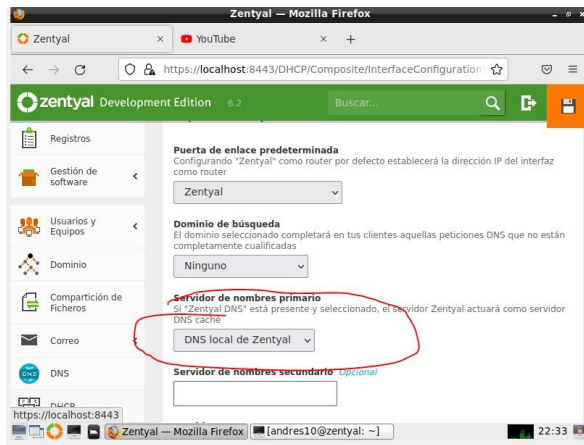 Zentyal — Mozilla Firefox
Zentyal
YouTube
https://localhost:8443/DHCP/Composite/InterfaceConfiguration
zentyal Development Edition 6.2
Buscar...
Registros
Gestión de
software
Usuarios y
Equipos
Dominio
Compartición de
Ficheros
Correo
DNS
DNS
DHCP
Puerta de enlace predeterminada
Configurando "Zentyal" como router por defecto establecerá la dirección IP del interfaz
como router
Zentyal
Dominio de búsqueda
El dominio seleccionado completará en tus clientes aquellas peticiones DNS que no están
completamente cualificadas
Ninguno
Servidor de nombres primario
Si "Zentyal DNS" está presente y seleccionado, el servidor Zentyal actuará como servidor
DNS caché
DNS local de Zentyal
Servidor de nombres secundario Opcional
https://localhost:8443
Zentyal — Mozilla Firefox
[andres10@zentyal: ~]
22:33